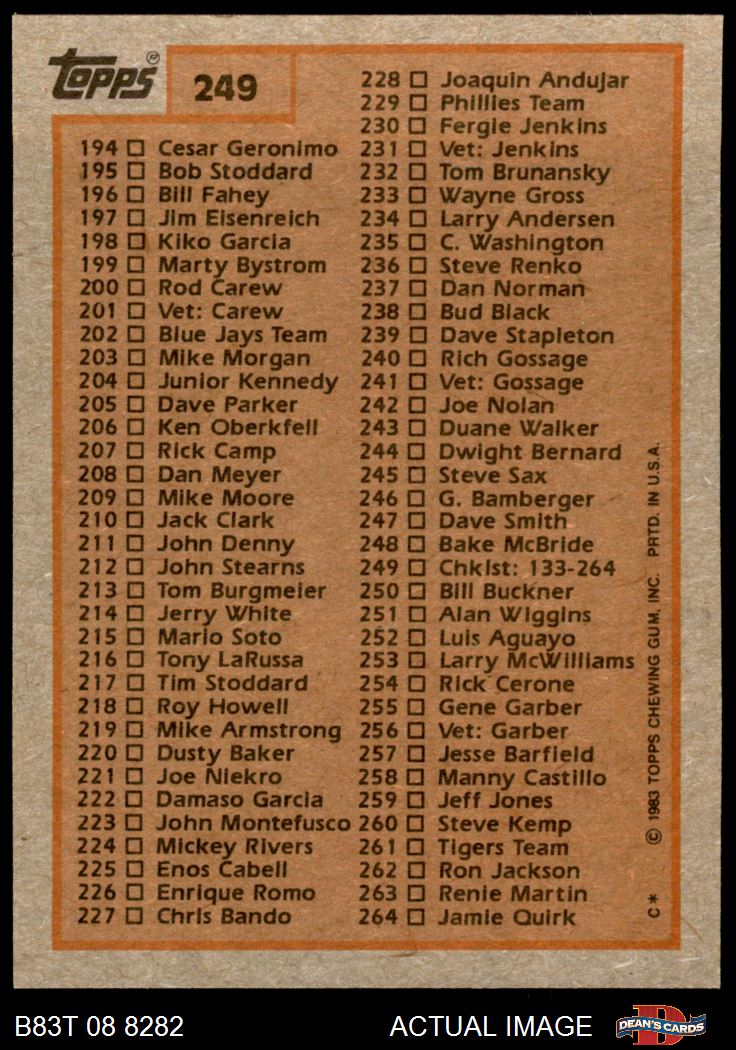 Topps®
249
194 ☐ Cesar Geronimo
195 ☐ Bob Stoddard
196 ☐ Bill Fahey
197 ☐ Jim Eisenreich
198 ☐ Kiko Garcia
199 ☐ Marty Bystrom
200 ☐ Rod Carew
201 ☐ Vet: Carew
202 ☐ Blue Jays Team
203 ☐ Mike Morgan
204 ☐ Junior Kennedy
205 ☐ Dave Parker
206 ☐ Ken Oberkfell
207 ☐ Rick Camp
208 ☐ Dan Meyer
209 ☐ Mike Moore
210 ☐ Jack Clark
211 ☐ John Denny
212 ☐ John Stearns
213 ☐ Tom Burgmeier
214 ☐ Jerry White
215 ☐ Mario Soto
216 ☐ Tony LaRussa
217 ☐ Tim Stoddard
218 ☐ Roy Howell
219 ☐ Mike Armstrong
220 ☐ Dusty Baker
221 ☐ Joe Niekro
222 ☐ Damaso Garcia
223 ☐ John Montefusco
224 ☐ Mickey Rivers
225 ☐ Enos Cabell
226 ☐ Enrique Romo
227 ☐ Chris Bando
228 ☐ Joaquin Andujar
229 ☐ Phillies Team
230 ☐ Fergie Jenkins
231 ☐ Vet: Jenkins
232 ☐ Tom Brunansky
233 ☐ Wayne Gross
234 ☐ Larry Andersen
235 ☐ C. Washington
236 ☐ Steve Renko
237 ☐ Dan Norman
238 ☐ Bud Black
239 ☐ Dave Stapleton
240 ☐ Rich Gossage
241 ☐ Vet: Gossage
242 ☐ Joe Nolan
243 ☐ Duane Walker
244 ☐ Dwight Bernard
245 ☐ Steve Sax
246 ☐ G. Bamberger
247 ☐ Dave Smith
248 ☐ Bake McBride
249 ☐ Chklst: 133-264
250 ☐ Bill Buckner
251 ☐ Alan Wiggins
252 ☐ Luis Aguayo
253 ☐ Larry McWilliams
254 ☐ Rick Cerone
255 ☐ Gene Garber
256 ☐ Vet: Garber
257 ☐ Jesse Barfield
258 ☐ Manny Castillo
259 ☐ Jeff Jones
260 ☐ Steve Kemp
261 ☐ Tigers Team
262 ☐ Ron Jackson
263 ☐ Renie Martin
264 ☐ Jamie Quirk
C* © 1983 TOPPS CHEWING GUM, INC. PRTD. IN U.S.A.
B83T 08 8282 ACTUAL IMAGE
D
DEAN'S CARDS